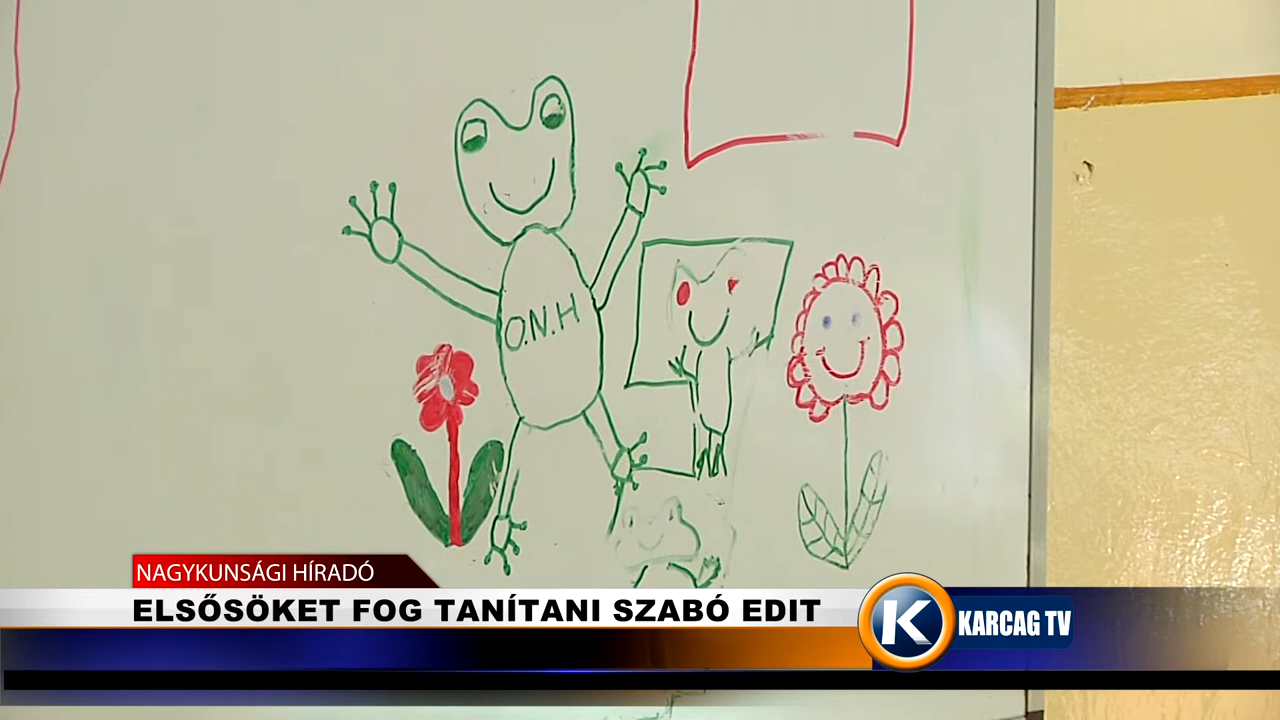 O.N.H
NAGYKUNSÁGI HÍRADÓ
ELSŐSÖKET FOG TANÍTANI SZABÓ EDIT
K KARCAG TV